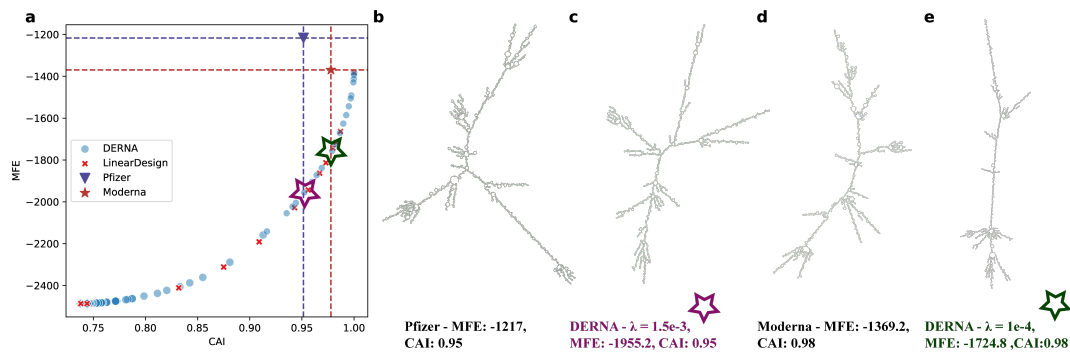 a
b
c
d
e
−1200
−1400
−1600
−1800
−2000
−2200
−2400
MFE
DERNA
LinearDesign
Pfizer
Moderna
0.75
0.80
0.85
0.90
0.95
1.00
CAI
Pfizer - MFE: -1217,
CAI: 0.95
DERNA - λ = 1.5e-3,
MFE: -1955.2, CAI: 0.95
Moderna - MFE: -1369.2,
CAI: 0.98
DERNA - λ = 1e-4,
MFE: -1724.8 ,CAI:0.98